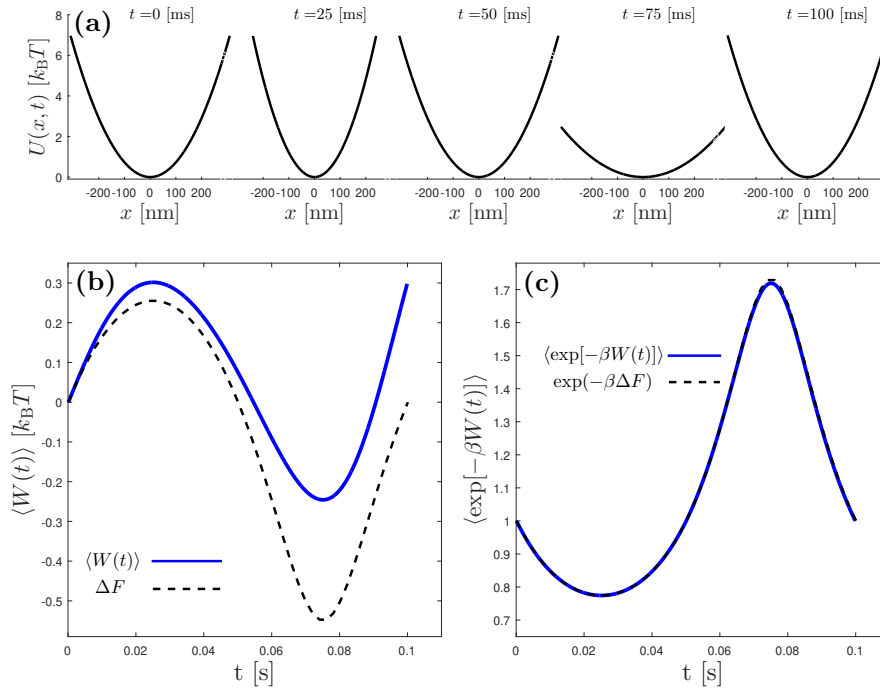 (a)
t=0 [ms] t=25 [ms] t=50 [ms] t=75 [ms] t=100 [ms]
U(x,t) [k_BT]
8
6
4
2
0
-200 -100 0 100 200 -200 -100 0 100 200 -200 -100 0 100 200 -200 -100 0 100 200 -200 -100 0 100 200
x [nm] x [nm] x [nm] x [nm] x [nm]
(b)
⟨W(t)⟩ [k_BT]
0.3
0.2
0.1
0
-0.1
-0.2
-0.3
-0.4
-0.5
⟨W(t)⟩
ΔF
0 0.02 0.04 0.06 0.08 0.1
t [s]
(c)
⟨exp[−βW(t)]⟩
1.7
1.6
1.5
1.4
1.3
1.2
1.1
1
0.9
0.8
0.7
⟨exp[−βW(t)]⟩
exp(−βΔF)
0 0.02 0.04 0.06 0.08 0.1
t [s]